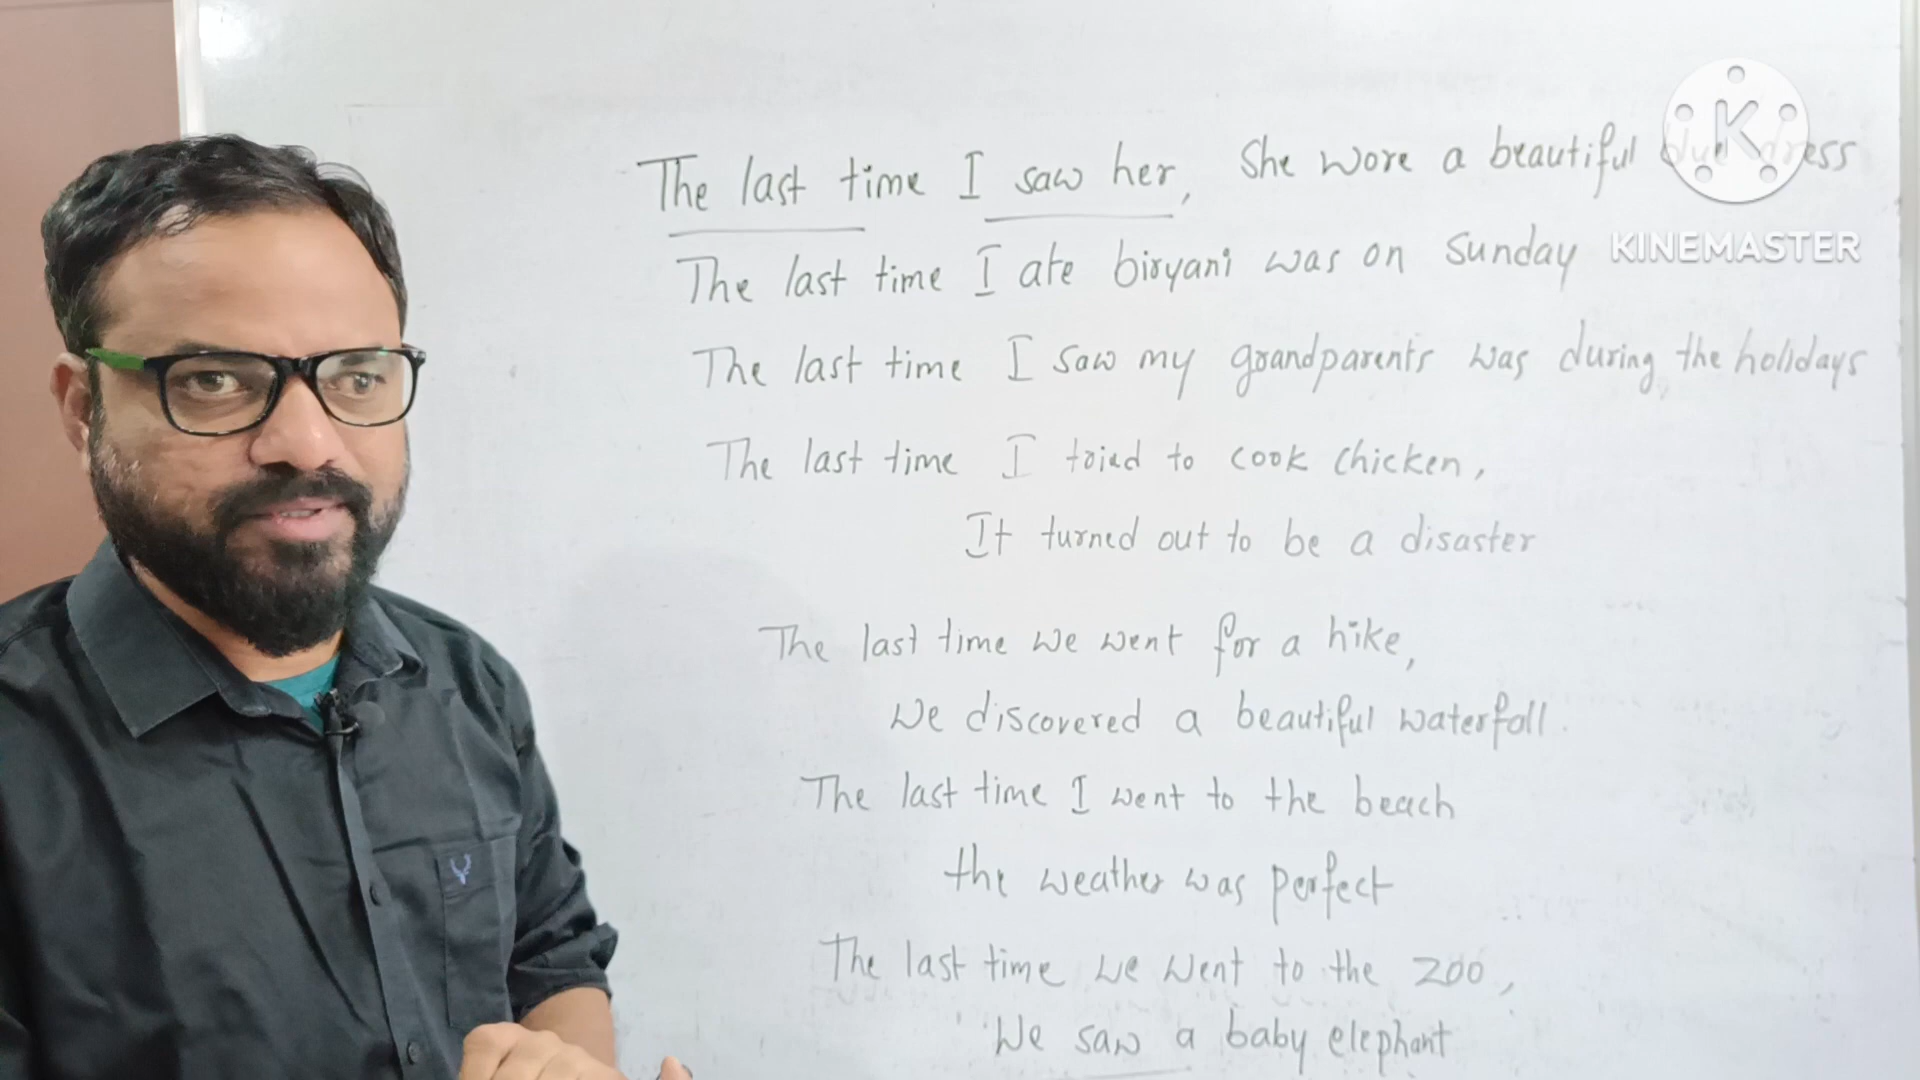 The last time I saw her, She wore a beautiful dress
The last time I ate biryani was on Sunday
The last time I saw my grandparents was during the holidays
The last time I tried to cook chicken,
It turned out to be a disaster
The last time we went for a hike,
We discovered a beautiful waterfall.
The last time I went to the beach
the weather was perfect
The last time we went to the zoo,
We saw a baby elephant
K
KINEMASTER